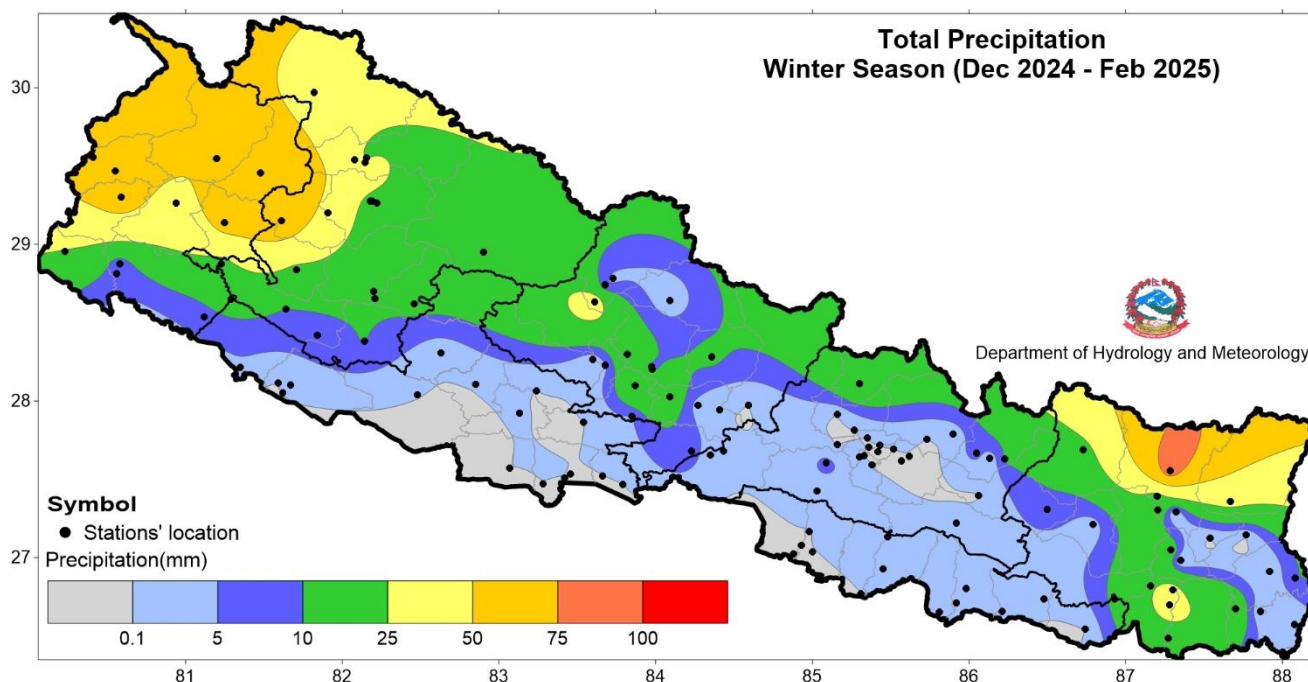 Total Precipitation
Winter Season (Dec 2024 - Feb 2025)
30
29
Department of Hydrology and Meteorology
28
Symbol
Stations' location
27
Precipitation(mm)
0.1 5 10 25 50 75 100
81 82 83 84 85 86 87 88